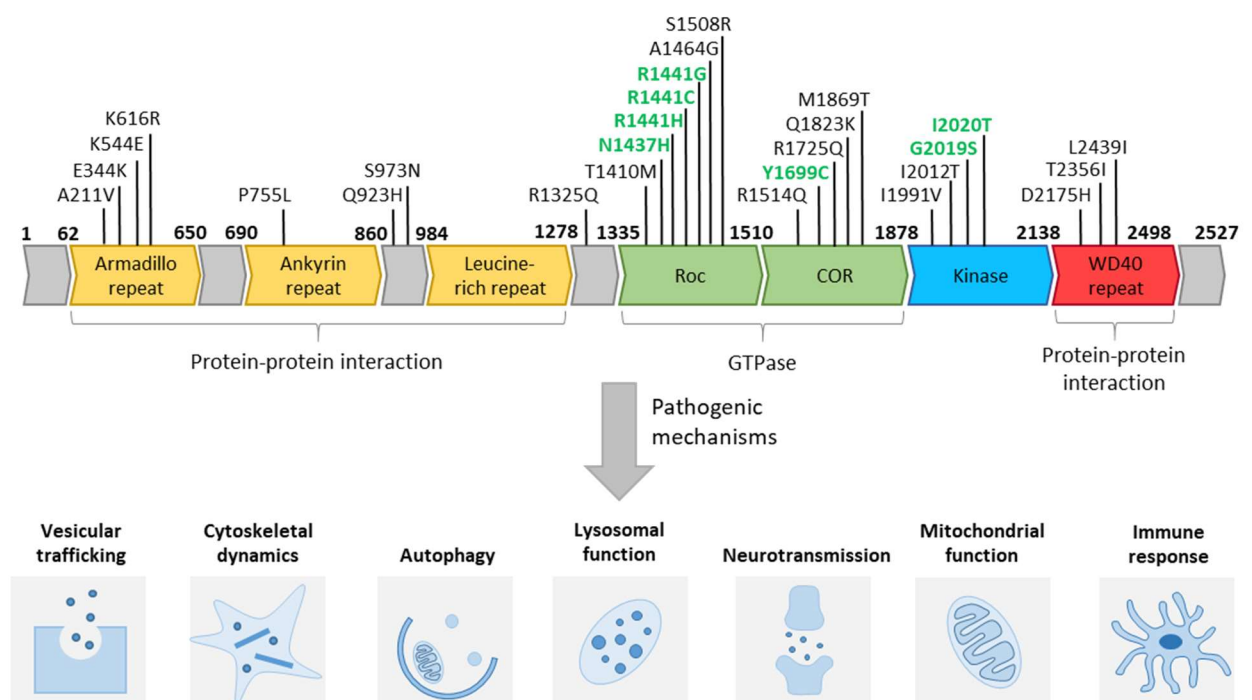 S1508R
A1464G
R1441G
R1441C
R1441H
N1437H
T1410M
K616R
K544E
E344K
A211V
P755L
S973N
Q923H
R1325Q
M1869T
Q1823K
R1725Q
Y1699C
R1514Q
I2020T
G2019S
I2012T
I1991V
L2439I
T2356I
D2175H
1 62 650 690 860 984 1278 1335 1510 1878 2138 2498 2527
Armadillo
repeat
Ankyrin
repeat
Leucine-
rich repeat
Roc
COR
Kinase
WD40
repeat
Protein-protein interaction
GTPase
Protein-protein
interaction
Pathogenic
mechanisms
Vesicular
trafficking
Cytoskeletal
dynamics
Autophagy
Lysosomal
function
Neurotransmission
Mitochondrial
function
Immune
response